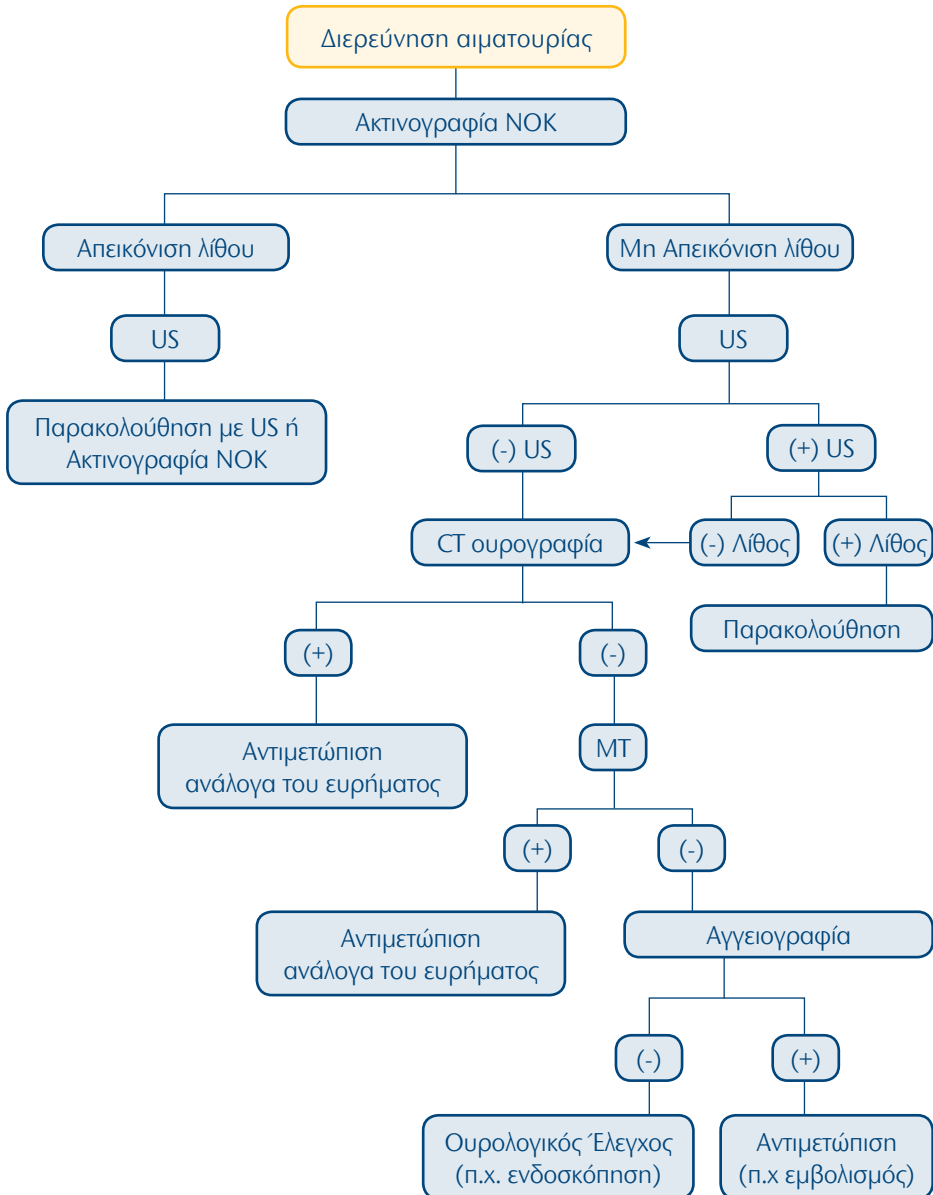 Διερεύνηση αιματουρίας
Ακτινογραφία ΝΟΚ
Απεικόνιση λίθου
Μη Απεικόνιση λίθου
US
US
Παρακολούθηση με US ή
Ακτινογραφία ΝΟΚ
(-) US
(+) US
CT ουρογραφία
(-) Λίθος
(+) Λίθος
Παρακολούθηση
(+)
(-)
Αντιμετώπιση
ανάλογα του ευρήματος
ΜΤ
(+)
(-)
Αντιμετώπιση
ανάλογα του ευρήματος
Αγγειογραφία
(-)
(+)
Ουρολογικός Έλεγχος
(π.χ. ενδοσκόπηση)
Αντιμετώπιση
(π.χ εμβολισμός)